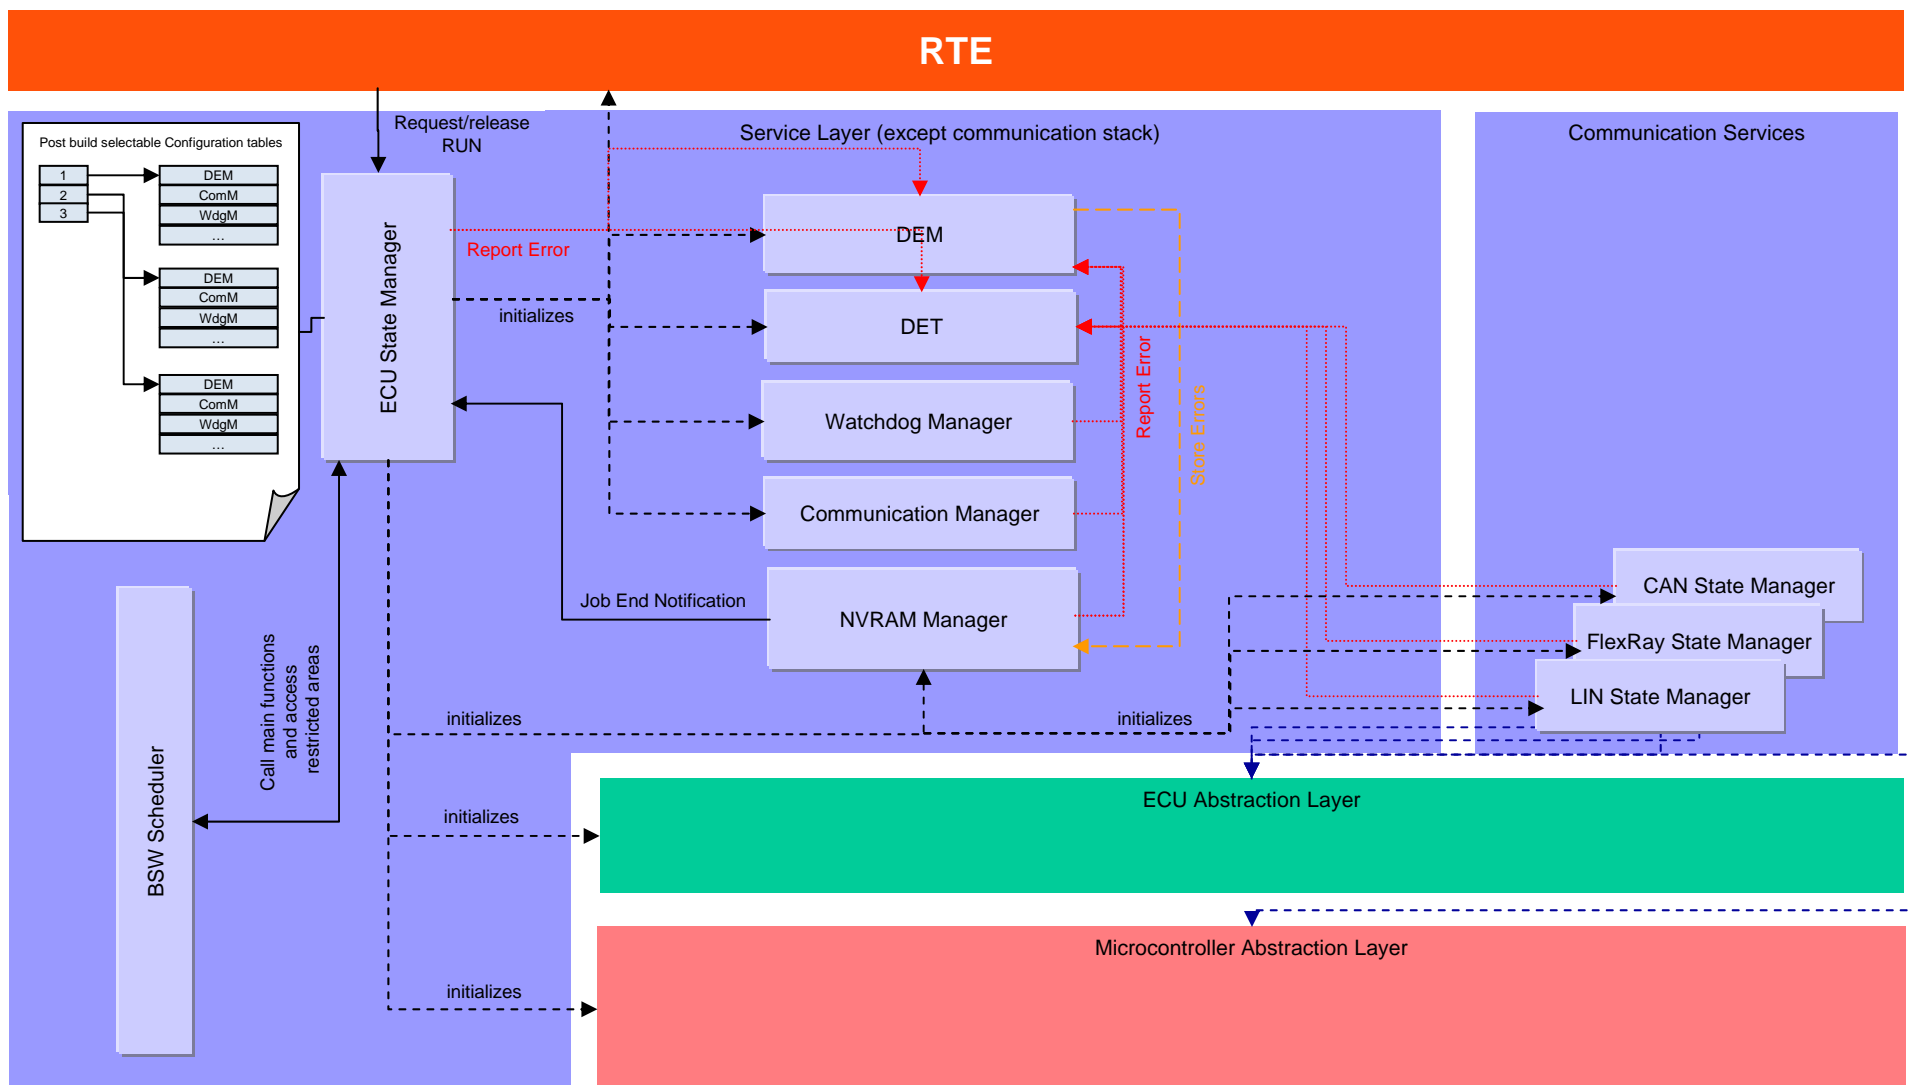 RTE
Request/release
RUN
Service Layer (except communication stack)
Communication Services
Post build selectable Configuration tables
1
2
3
DEM
ComM
WdgM
...
DEM
ComM
WdgM
...
DEM
ComM
WdgM
...
ECU State Manager
Report Error
initializes
DEM
DET
Watchdog Manager
Communication Manager
NVRAM Manager
Report Error
Store Errors
Job End Notification
CAN State Manager
FlexRay State Manager
LIN State Manager
Call main functions
and access
restricted areas
BSW Scheduler
initializes
initializes
initializes
initializes
ECU Abstraction Layer
Microcontroller Abstraction Layer